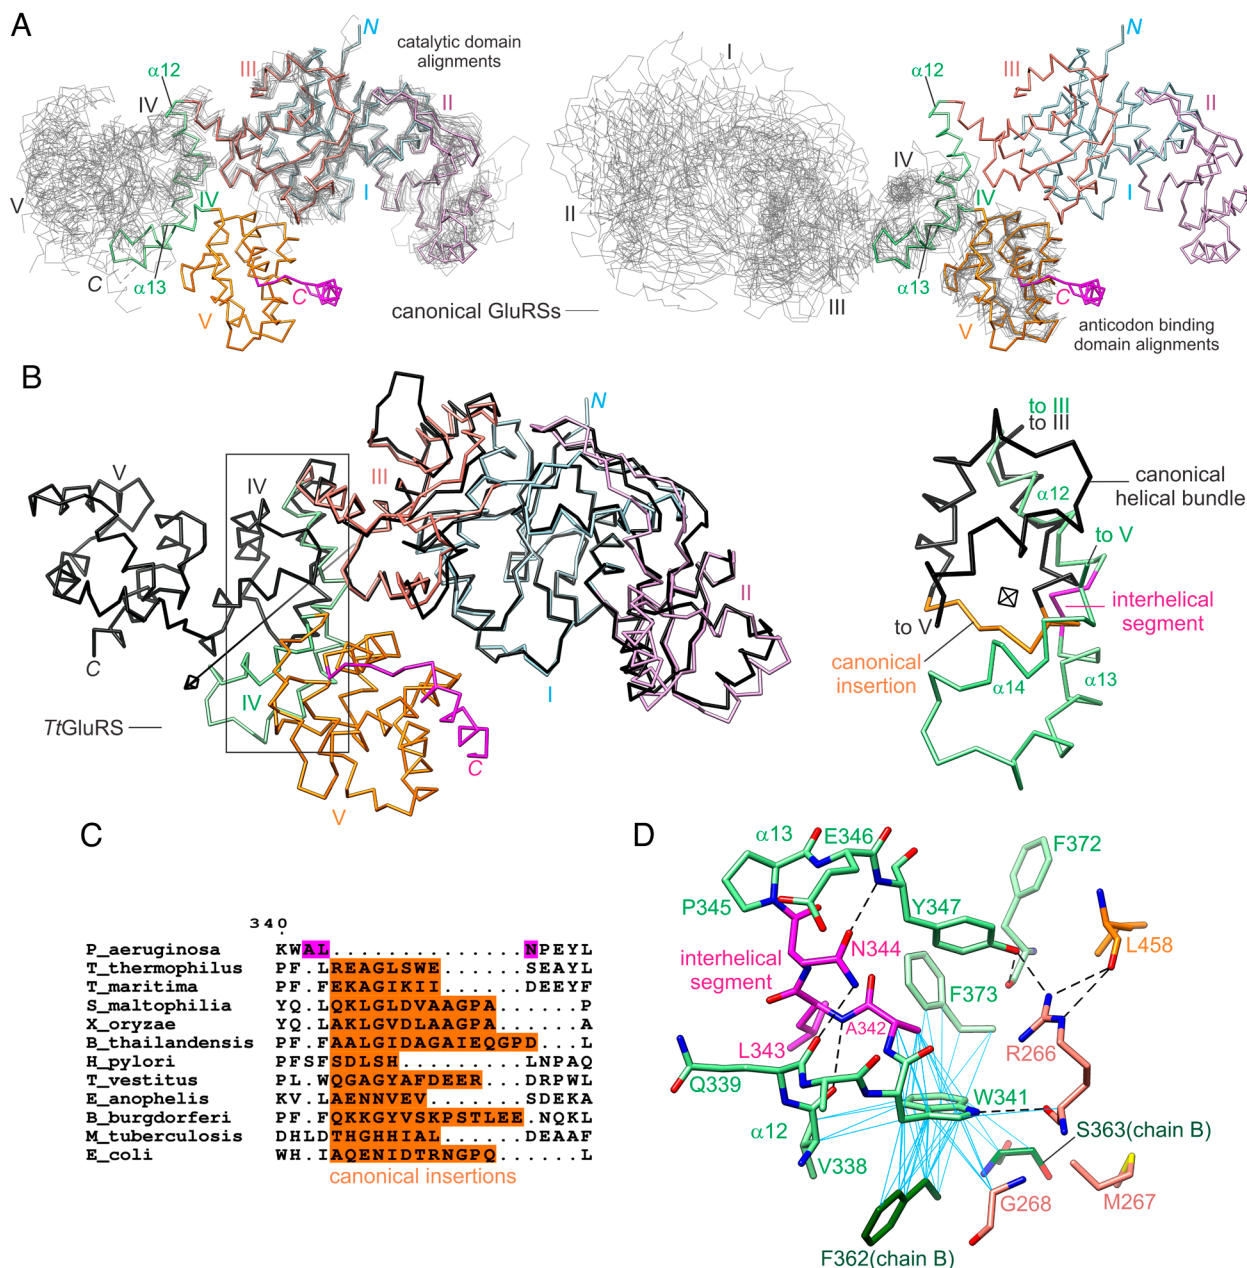 A
N
catalytic domain
alignments
III
α12
IV
II
V
IV
I
C
α13
C
V
canonical GluRSs
I
II
III
IV
α12
III
N
II
IV
I
α13
C
V
anticodon binding
domain alignments
B
N
V
IV
III
II
C
I
IV
TtGluRS
C
V
to III
to III
canonical
helical bundle
α12
to V
interhelical
segment
to V
canonical
insertion
α14
α13
C
340
.
P_aeruginosa KWAL...............NPEYL
T_thermophilus PF.LREAGLSWE......SEAYL
T_maritima PF.FEKAGIKII......DEEYF
S_maltophilia YQ.LQKLGLDVAAGPA.......P
X_oryzae YQ.LAKLGVDLAAGPA.......A
B_thailandensis PF.FAALGIDAGAIEQGPD....L
H_pylori PFSFSDLSH.........LNPAQ
T_vestitus PL.WQGAGYAFDEER...DRPWL
E_anophelis KV.LAENNVEV.......SDEKA
B_burgdorferi PF.FQKKGYVSKPSTLEE.NQKL
M_tuberculosis DHLDTHGHHIAL......DEAAF
E_coli WH.IAQENIDTRNGPQ.......L
canonical insertions
D
α13
E346
F372
P345
Y347
L458
N344
interhelical
segment
F373
A342
R266
L343
Q339
W341
α12
S363(chain B)
V338
G268
M267
F362(chain B)